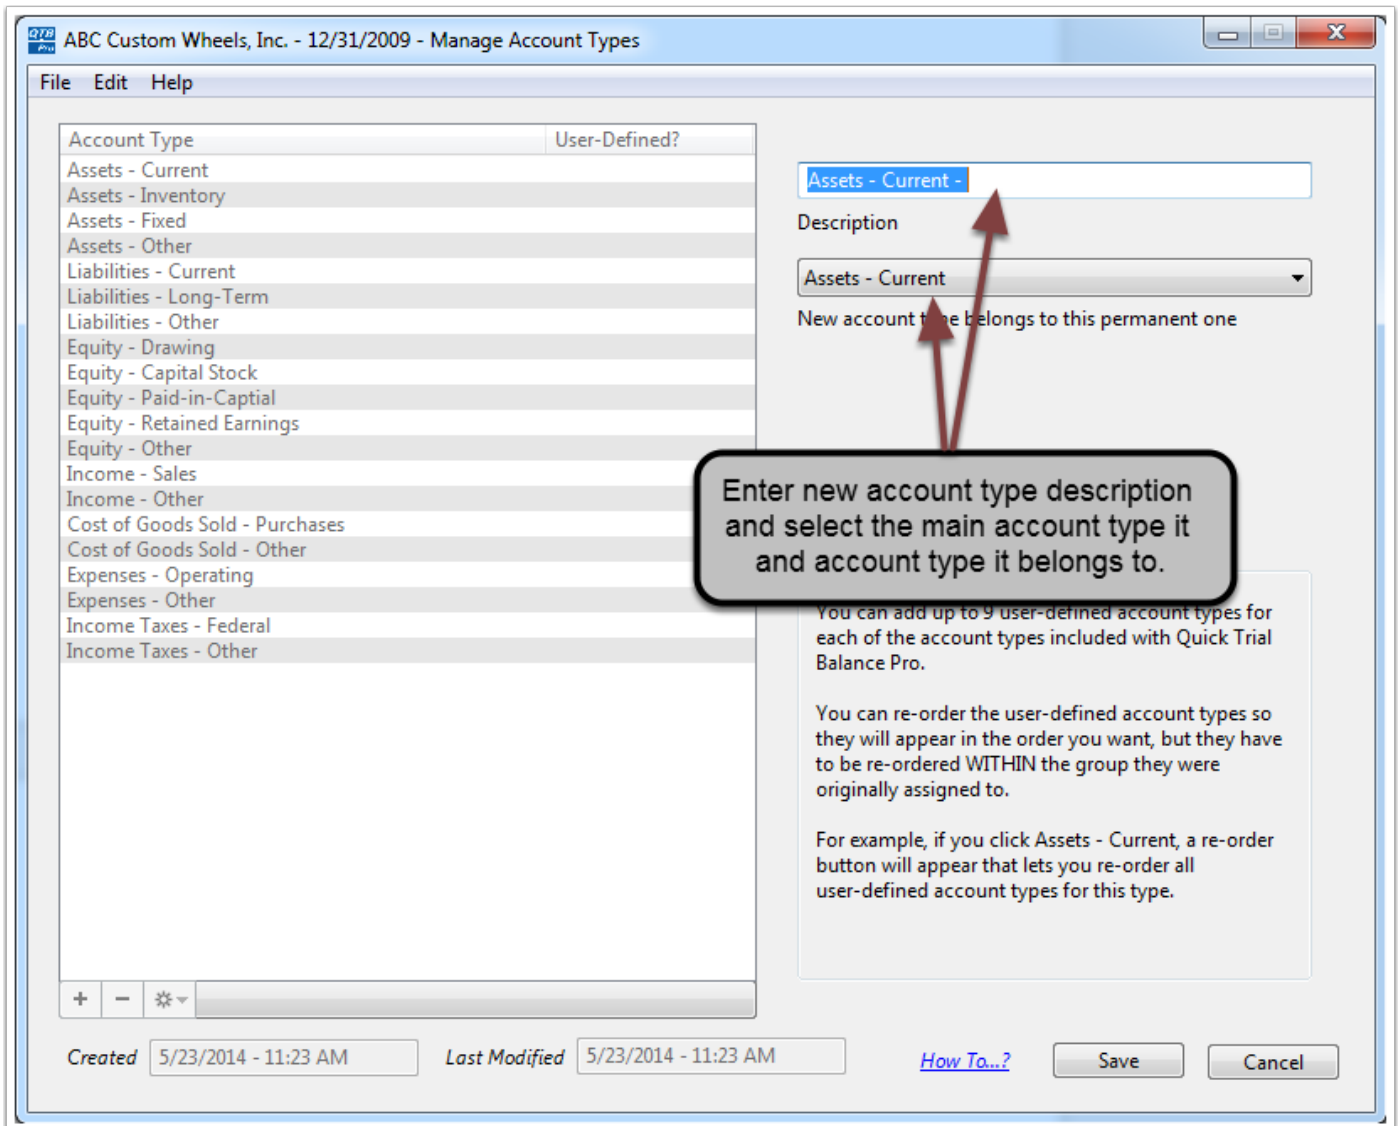 QTB
Pro
ABC Custom Wheels, Inc. - 12/31/2009 - Manage Account Types
File Edit Help
Account Type User-Defined?
Assets - Current
Assets - Inventory
Assets - Fixed
Assets - Other
Liabilities - Current
Liabilities - Long-Term
Liabilities - Other
Equity - Drawing
Equity - Capital Stock
Equity - Paid-in-Captial
Equity - Retained Earnings
Equity - Other
Income - Sales
Income - Other
Cost of Goods Sold - Purchases
Cost of Goods Sold - Other
Expenses - Operating
Expenses - Other
Income Taxes - Federal
Income Taxes - Other
Assets - Current -
Description
Assets - Current
New account type belongs to this permanent one
Enter new account type description
and select the main account type it
and account type it belongs to.
You can add up to 9 user-defined account types for
each of the account types included with Quick Trial
Balance Pro.
You can re-order the user-defined account types so
they will appear in the order you want, but they have
to be re-ordered WITHIN the group they were
originally assigned to.
For example, if you click Assets - Current, a re-order
button will appear that lets you re-order all
user-defined account types for this type.
Created 5/23/2014 - 11:23 AM Last Modified 5/23/2014 - 11:23 AM How To...? Save Cancel